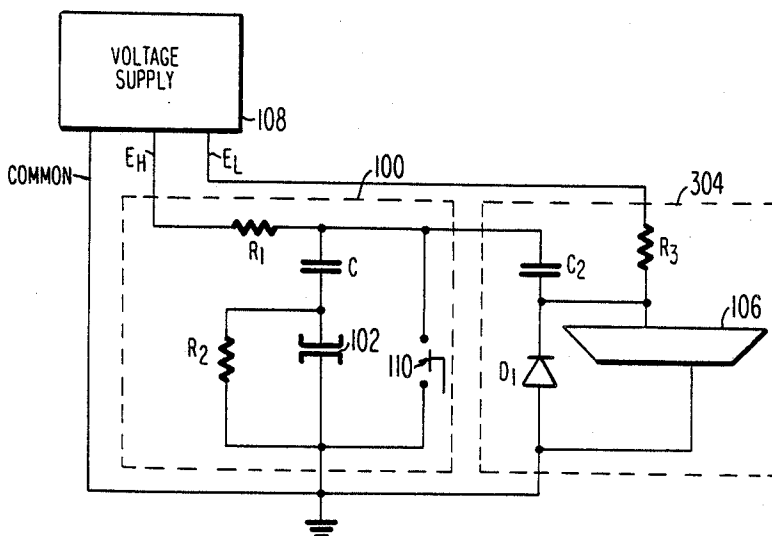 VOLTAGE
SUPPLY
108
E_H
E_L
COMMON
100
304
R_1
C
C_2
R_3
106
R_2
102
110
D_1